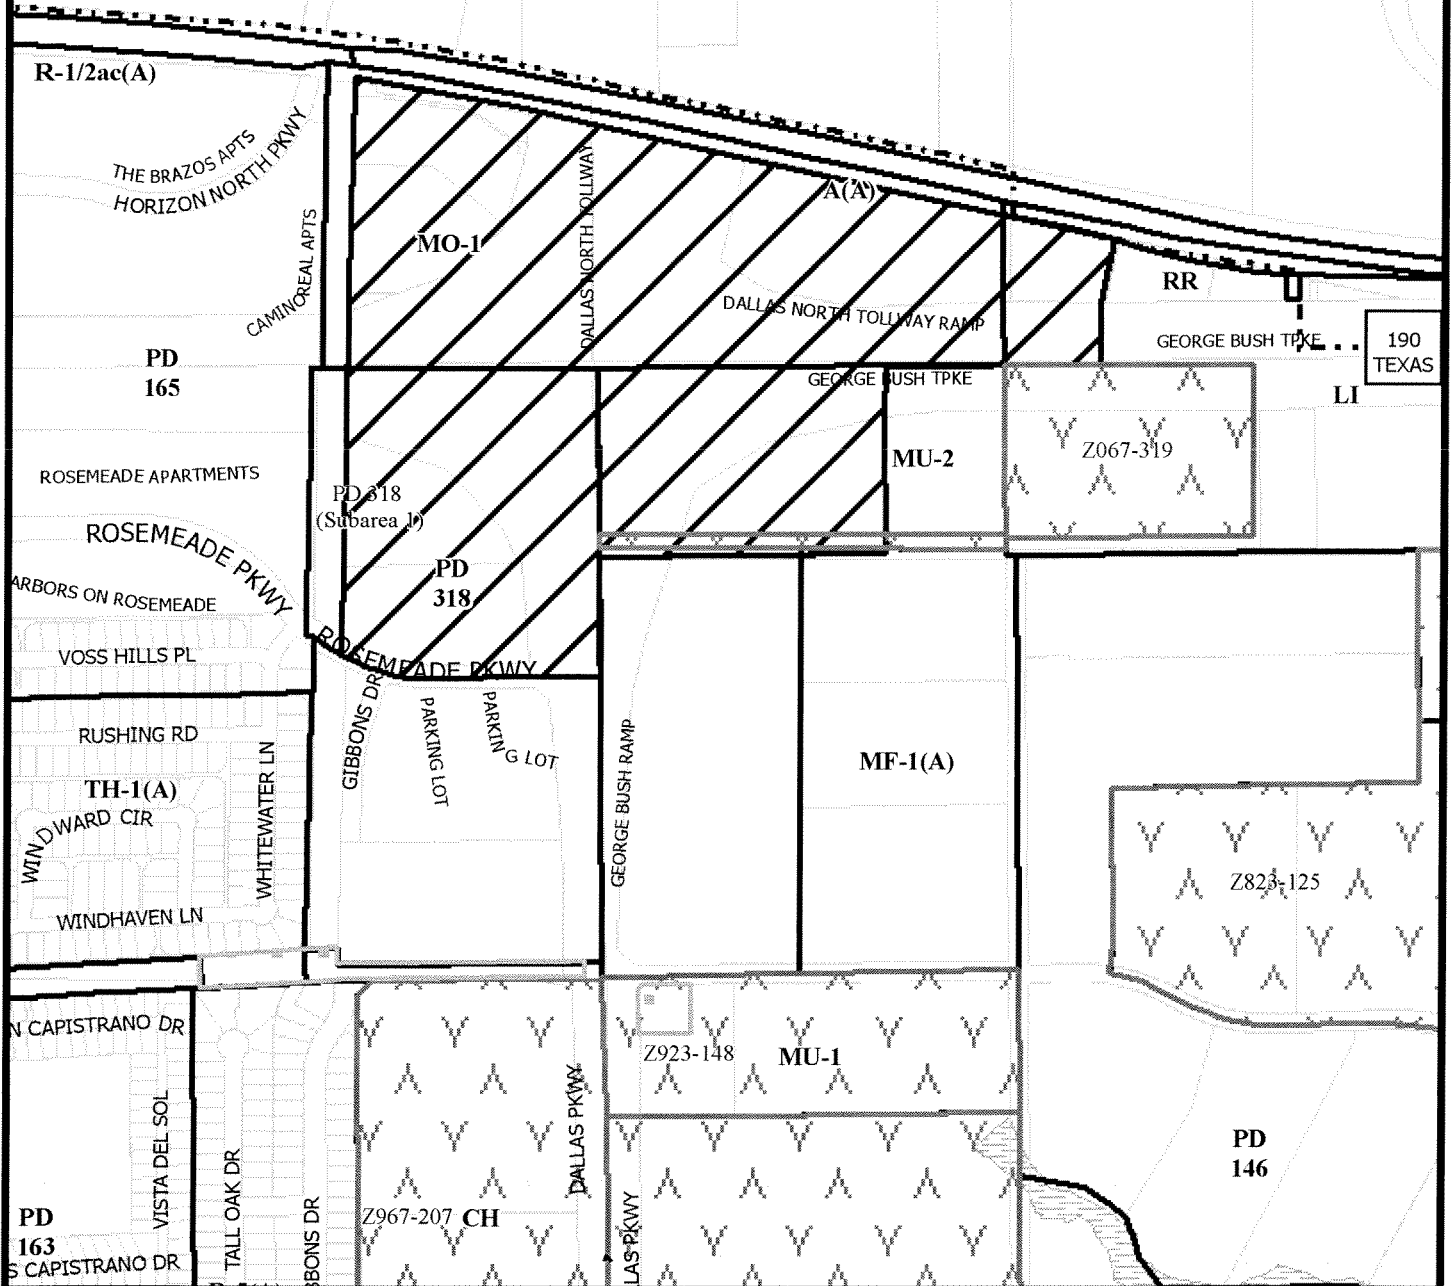 R-1/2ac(A)
THE BRAZOS APTS
HORIZON NORTH PKWY
CAMINOREAL APTS
MO-1
DALLAS NORTH TOLLWAY
A(A)
DALLAS NORTH TOLLWAY RAMP
RR
GEORGE BUSH TPKE
190
TEXAS
LI
PD
165
GEORGE BUSH TPKE
MU-2
Z067-319
ROSEMEADE APARTMENTS
PD 318
(Subarea 1)
ROSEMEADE PKWY
PD
318
ARBORS ON ROSEMEADE
VOSS HILLS PL
ROSEMEADE PKWY
RUSHING RD
TH-1(A)
WINDWARD CIR
WHITEWATER LN
WINDHAVEN LN
GIBBONS DR
PARKING LOT
PARKING LOT
GEORGE BUSH RAMP
MF-1(A)
Z823-125
N CAPISTRANO DR
VISTA DEL SOL
TALL OAK DR
BBONS DR
DALLAS PKWY
Z923-148
MU-1
LAS PKWY
PD
146
Z967-207
CH
PD
163
S CAPISTRANO DR